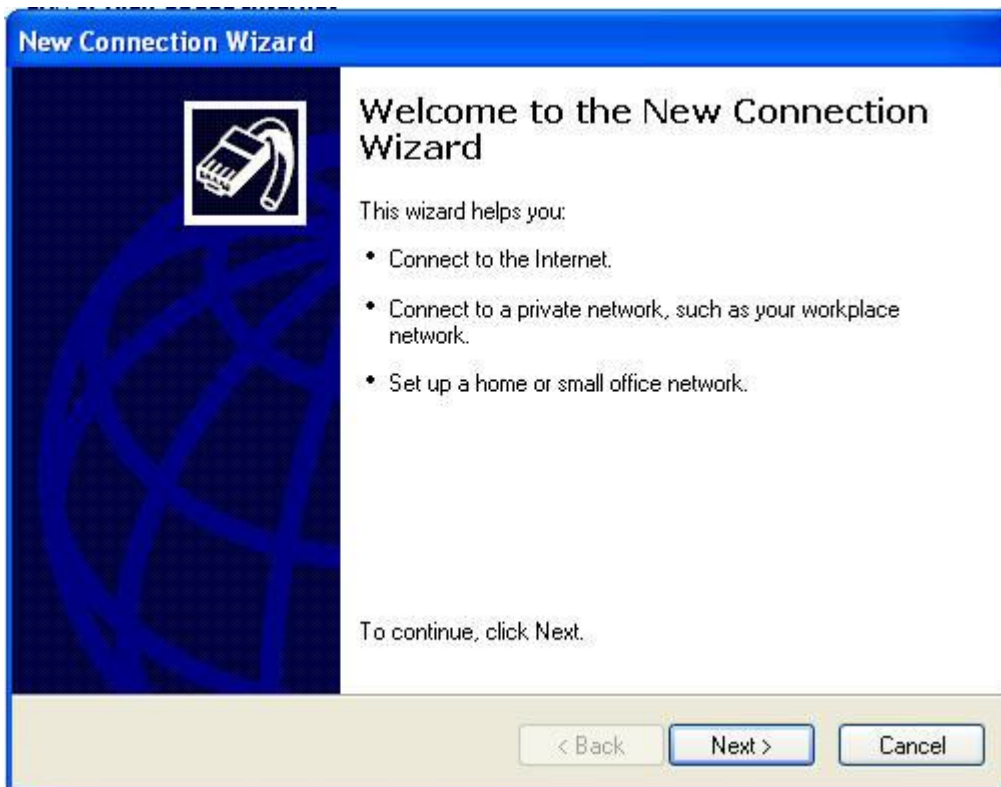 New Connection Wizard
Welcome to the New Connection
Wizard
This wizard helps you:
• Connect to the Internet.
• Connect to a private network, such as your workplace
network.
• Set up a home or small office network.
To continue, click Next.
< Back Next > Cancel